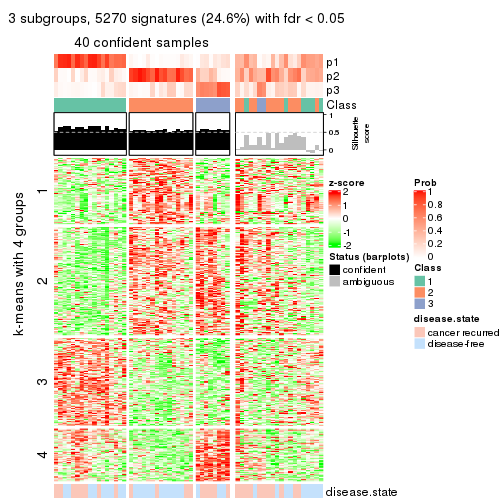 3 subgroups, 5270 signatures (24.6%) with fdr < 0.05
40 confident samples
p1
p2
p3
Class
1
0.5
0
Silhouette
score
k-means with 4 groups
1
2
3
4
disease.state
z-score
2
1
0
-1
-2
Status (barplots)
confident
ambiguous
Prob
1
0.8
0.6
0.4
0.2
0
Class
1
2
3
disease.state
cancer recurred
disease-free